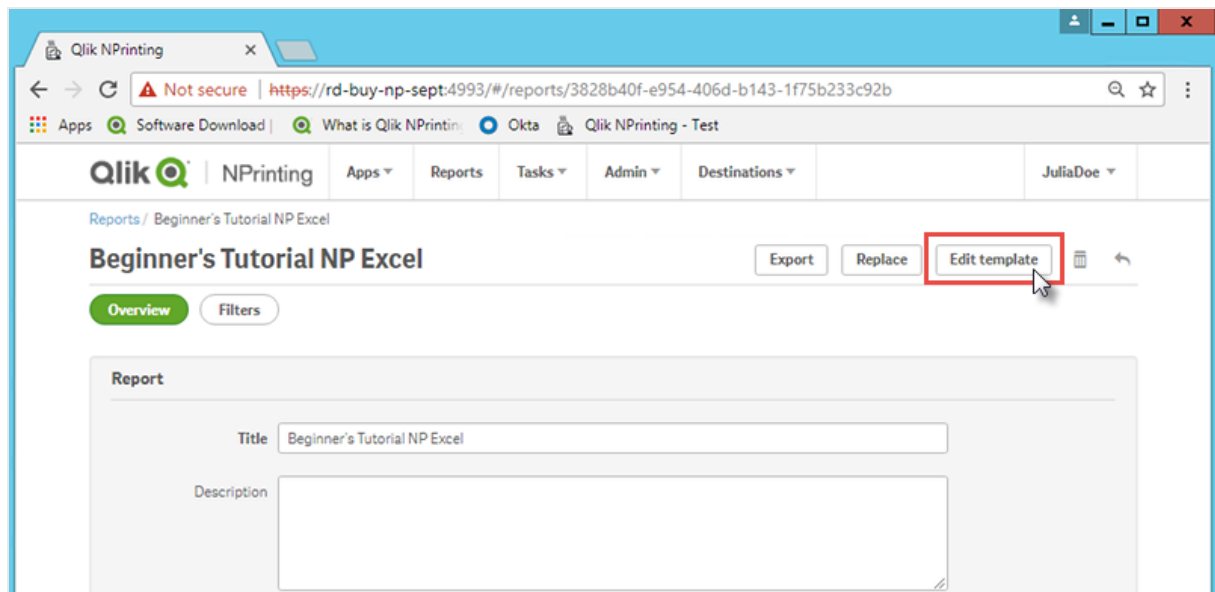 Qlik NPrinting
Not secure | https://rd-buy-np-sept:4993/#/reports/3828b40f-e954-406d-b143-1f75b233c92b
Apps Software Download | What is Qlik NPrintin Okta Qlik NPrinting - Test
Qlik NPrinting Apps Reports Tasks Admin Destinations JuliaDoe
Reports / Beginner's Tutorial NP Excel
Beginner's Tutorial NP Excel Export Replace Edit template
Overview Filters
Report
Title Beginner's Tutorial NP Excel
Description